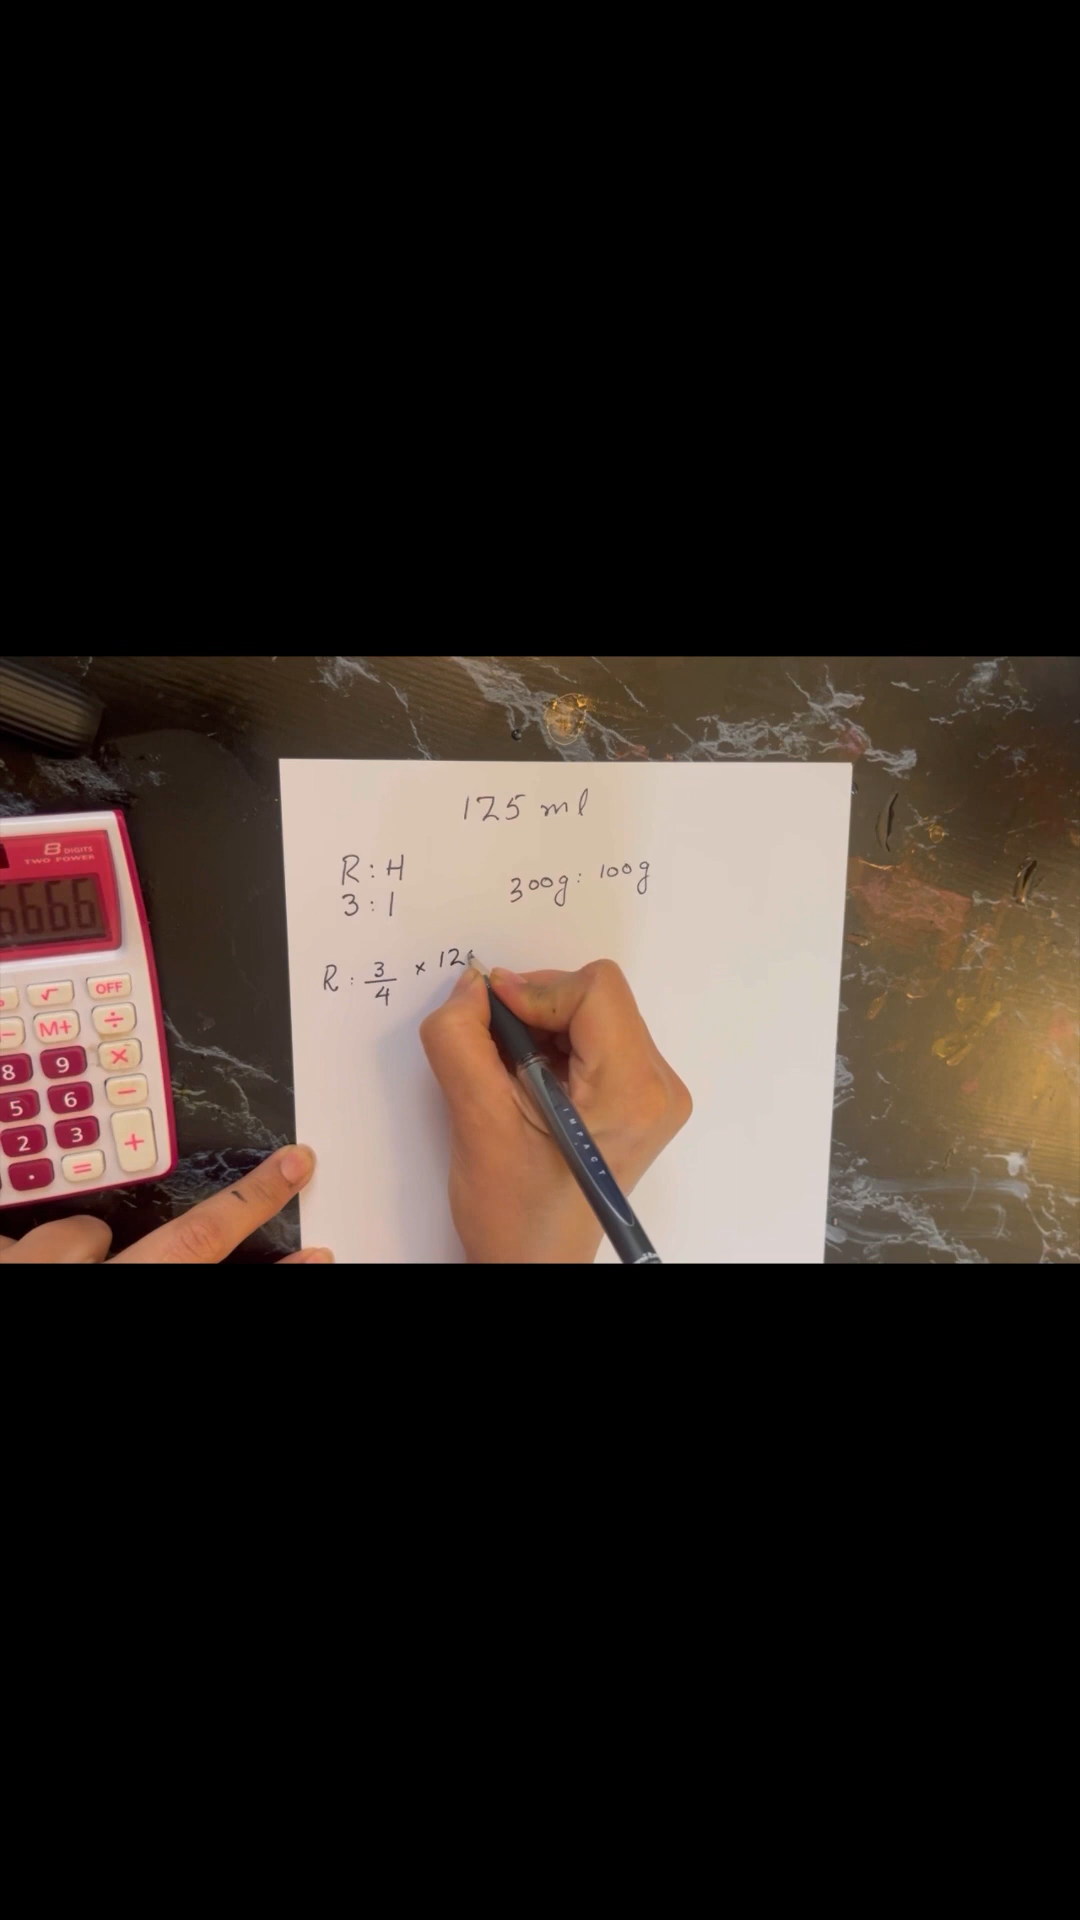 125 ml
R : H
3 : 1
300g : 100g
R : 3/4 × 12
8 DIGITS
TWO POWER
6666
√ OFF
M+ ÷
8 9 ×
5 6 −
2 3 +
. =
IMPACT